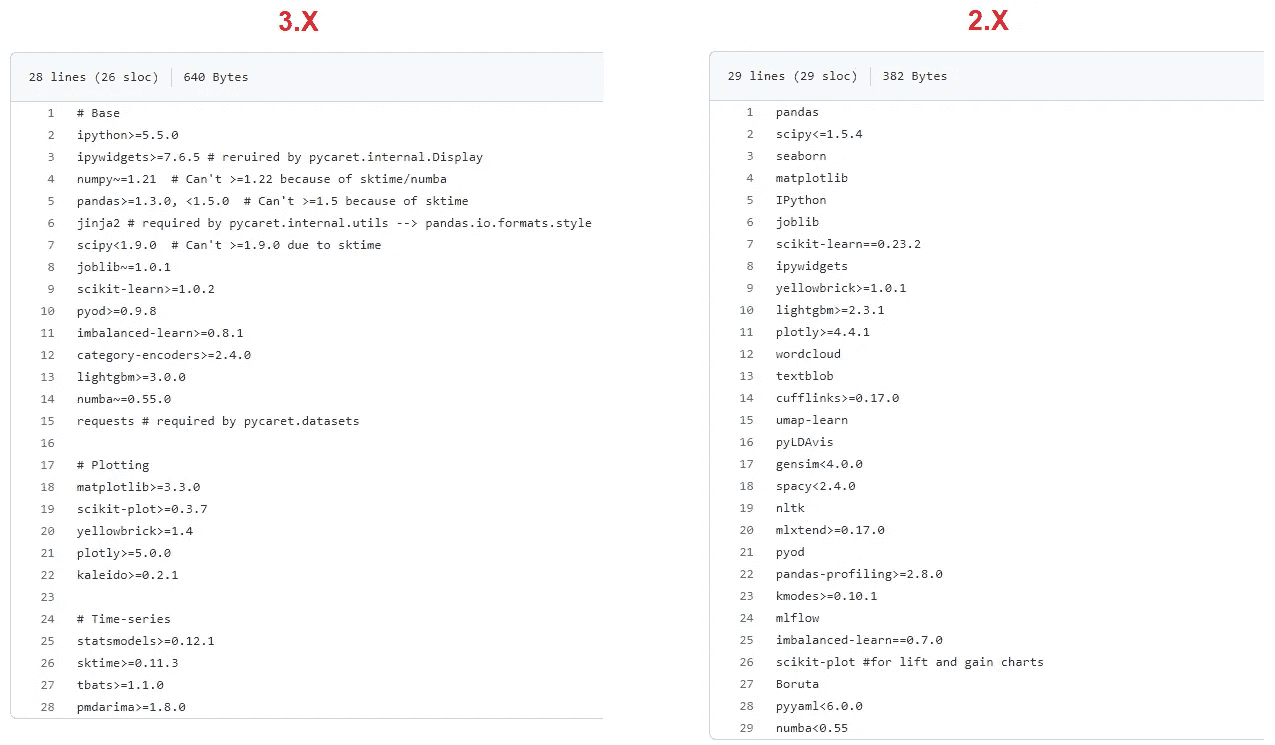 3.X
28 lines (26 sloc) 640 Bytes
1 # Base
2 ipython>=5.5.0
3 ipywidgets>=7.6.5 # reruired by pycaret.internal.Display
4 numpy~=1.21  # Can't >=1.22 because of sktime/numba
5 pandas>=1.3.0, <1.5.0  # Can't >=1.5 because of sktime
6 jinja2 # required by pycaret.internal.utils --> pandas.io.formats.style
7 scipy<1.9.0  # Can't >=1.9.0 due to sktime
8 joblib~=1.0.1
9 scikit-learn>=1.0.2
10 pyod>=0.9.8
11 imbalanced-learn>=0.8.1
12 category-encoders>=2.4.0
13 lightgbm>=3.0.0
14 numba~=0.55.0
15 requests # required by pycaret.datasets
16
17 # Plotting
18 matplotlib>=3.3.0
19 scikit-plot>=0.3.7
20 yellowbrick>=1.4
21 plotly>=5.0.0
22 kaleido>=0.2.1
23
24 # Time-series
25 statsmodels>=0.12.1
26 sktime>=0.11.3
27 tbats>=1.1.0
28 pmdarima>=1.8.0
2.X
29 lines (29 sloc) 382 Bytes
1 pandas
2 scipy<=1.5.4
3 seaborn
4 matplotlib
5 IPython
6 joblib
7 scikit-learn==0.23.2
8 ipywidgets
9 yellowbrick>=1.0.1
10 lightgbm>=2.3.1
11 plotly>=4.4.1
12 wordcloud
13 textblob
14 cufflinks>=0.17.0
15 umap-learn
16 pyLDAvis
17 gensim<4.0.0
18 spacy<2.4.0
19 nltk
20 mlxtend>=0.17.0
21 pyod
22 pandas-profiling>=2.8.0
23 kmodes>=0.10.1
24 mlflow
25 imbalanced-learn==0.7.0
26 scikit-plot #for lift and gain charts
27 Boruta
28 pyyaml<6.0.0
29 numba<0.55